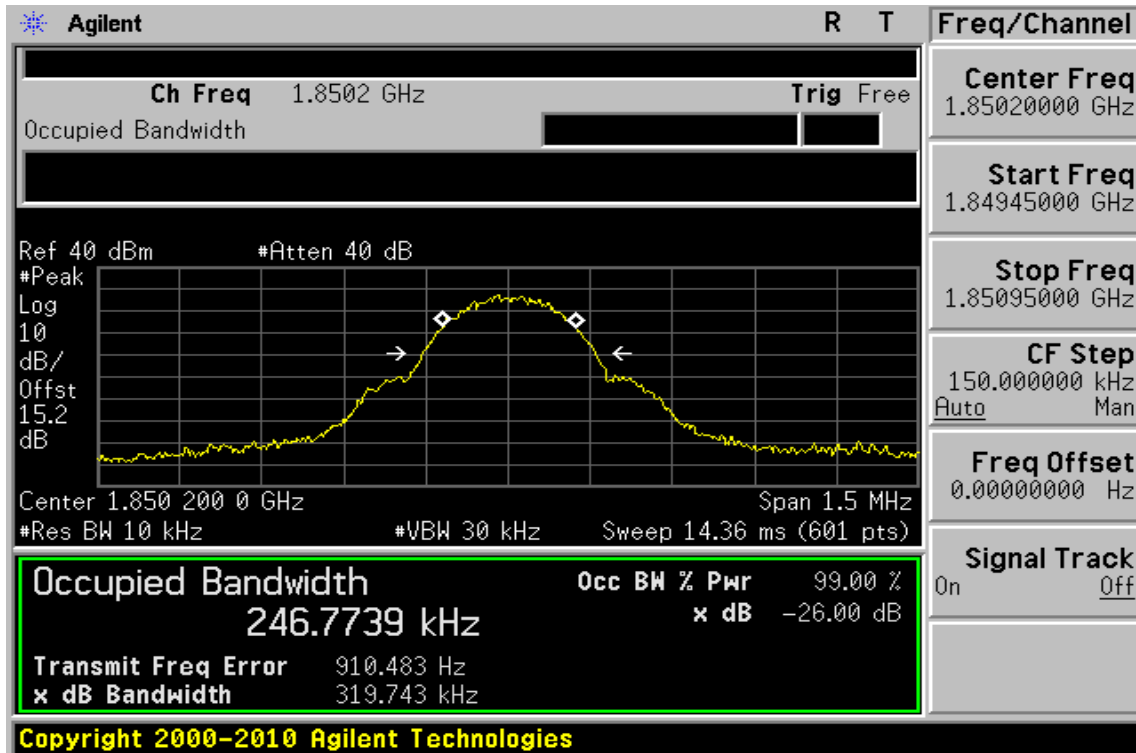 Agilent R T
Ch Freq 1.8502 GHz Trig Free
Occupied Bandwidth
Ref 40 dBm #Atten 40 dB
#Peak
Log
10
dB/
Offst
15.2
dB
Center 1.850 200 0 GHz Span 1.5 MHz
#Res BW 10 kHz #VBW 30 kHz Sweep 14.36 ms (601 pts)
Occupied Bandwidth Occ BW % Pwr 99.00 %
246.7739 kHz x dB -26.00 dB
Transmit Freq Error 910.483 Hz
x dB Bandwidth 319.743 kHz
Copyright 2000-2010 Agilent Technologies
Freq/Channel
Center Freq
1.85020000 GHz
Start Freq
1.84945000 GHz
Stop Freq
1.85095000 GHz
CF Step
150.000000 kHz
Auto Man
Freq Offset
0.00000000 Hz
Signal Track
On Off